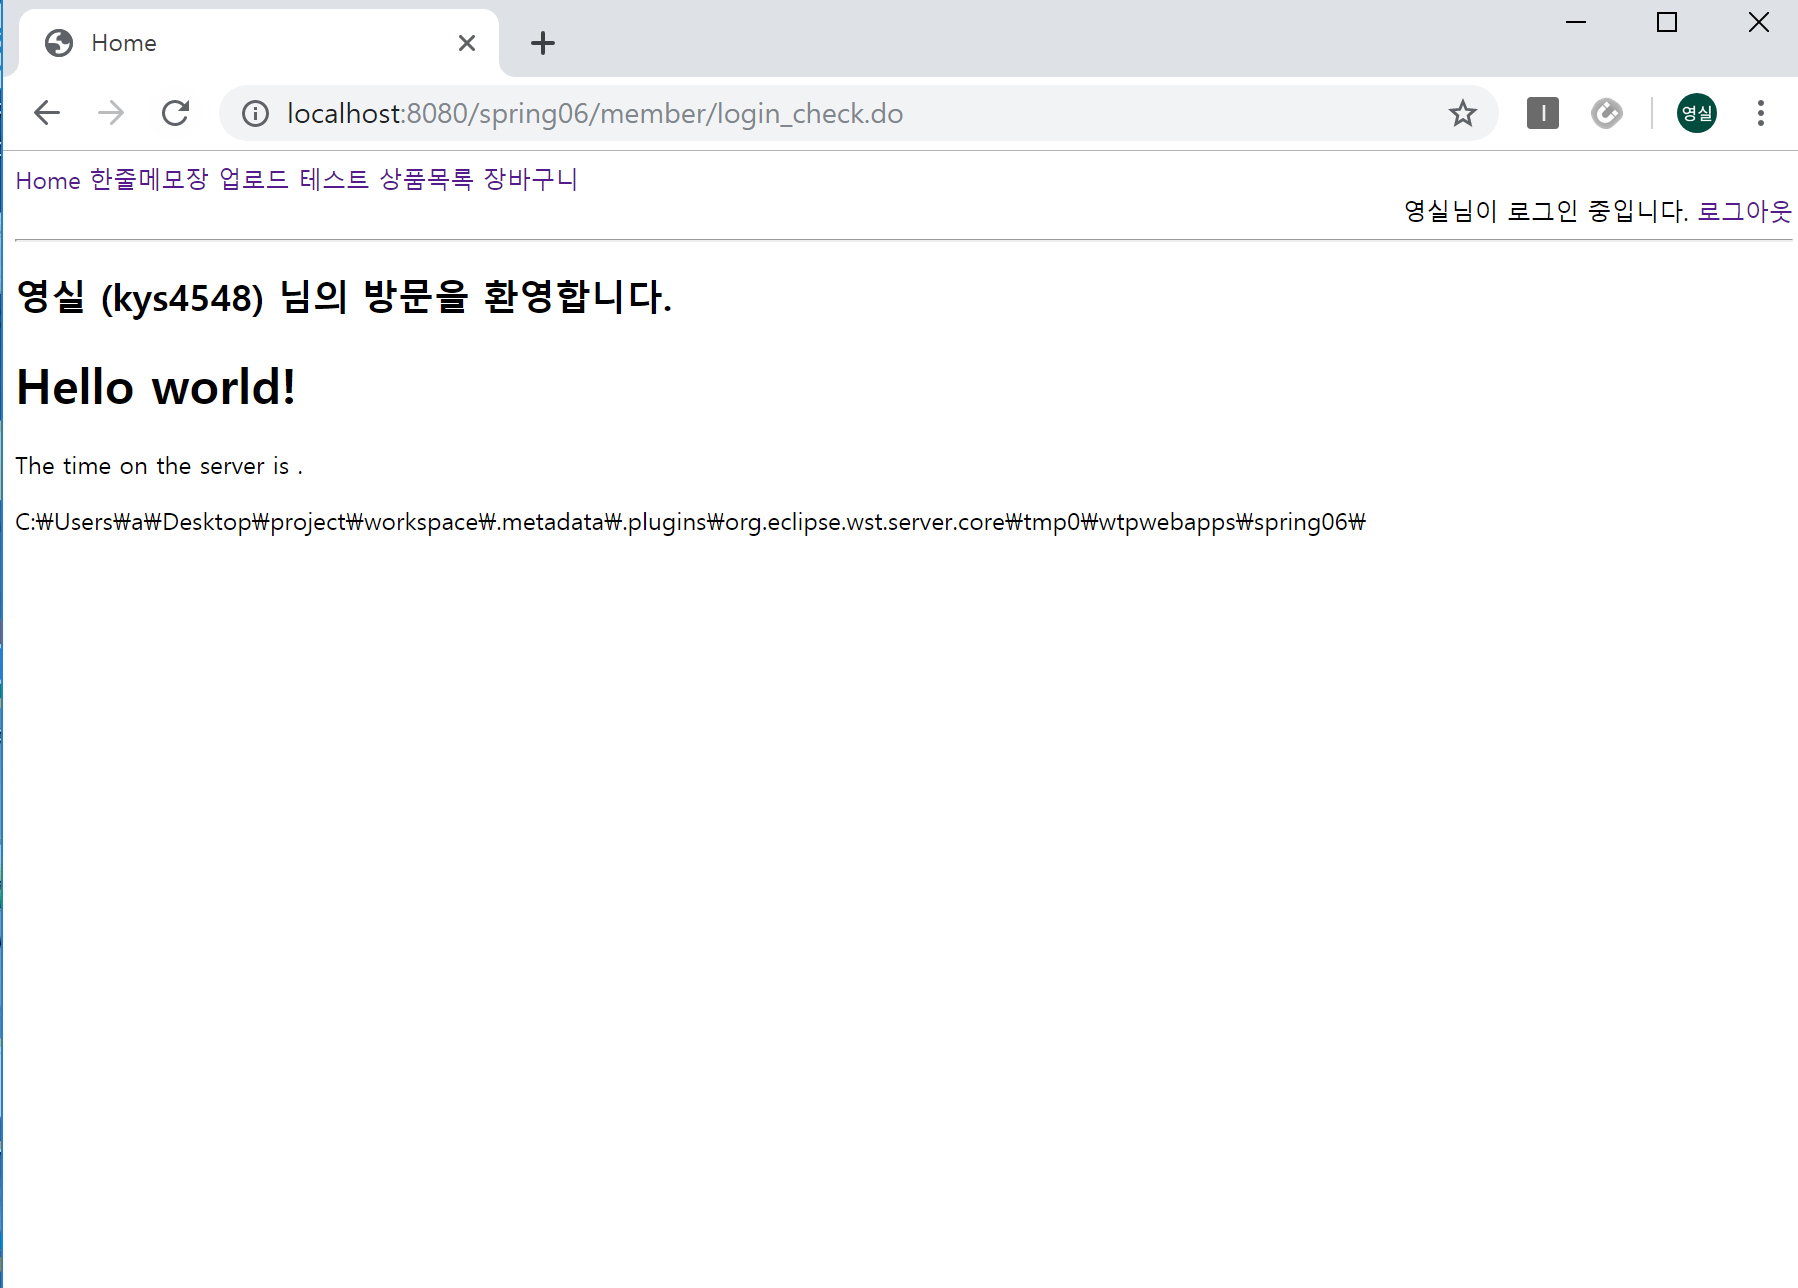 Home
localhost:8080/spring06/member/login_check.do
I
영실
Home 한줄메모장 업로드 테스트 상품목록 장바구니
영실님이 로그인 중입니다. 로그아웃
영실 (kys4548) 님의 방문을 환영합니다.
Hello world!
The time on the server is .
C:₩Users₩a₩Desktop₩project₩workspace₩.metadata₩.plugins₩org.eclipse.wst.server.core₩tmp0₩wtpwebapps₩spring06₩